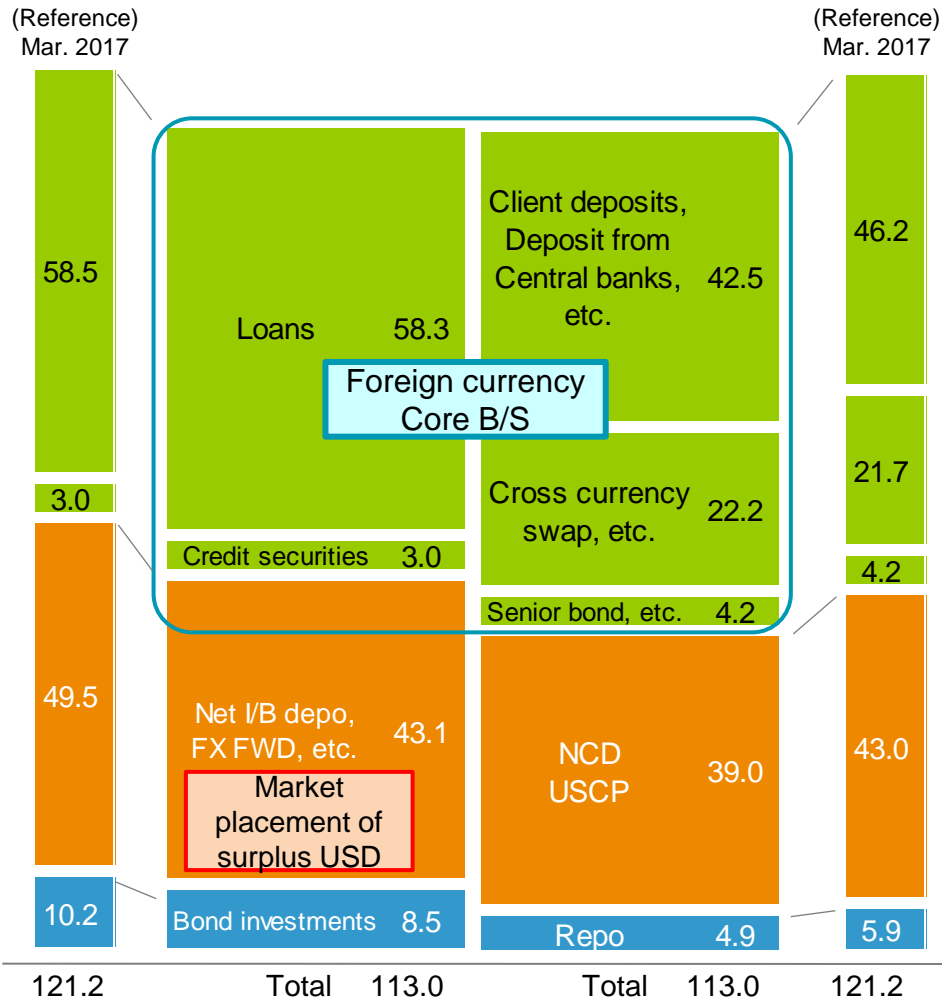 (Reference)
Mar. 2017
(Reference)
Mar. 2017
58.5
3.0
49.5
10.2
121.2
Loans 58.3
Credit securities 3.0
Net I/B depo,
FX FWD, etc. 43.1
Market
placement of
surplus USD
Bond investments 8.5
Total 113.0
Foreign currency
Core B/S
Client deposits,
Deposit from
Central banks, 42.5
etc.
Cross currency
swap, etc. 22.2
Senior bond, etc. 4.2
NCD
USCP 39.0
Repo 4.9
Total 113.0
46.2
21.7
4.2
43.0
5.9
121.2